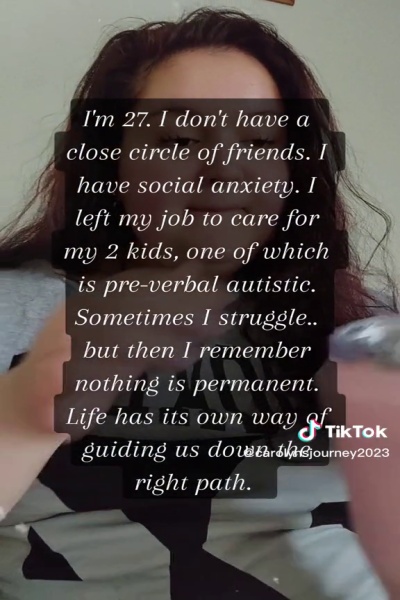 I'm 27. I don't have a
close circle of friends. I
have social anxiety. I
left my job to care for
my 2 kids, one of which
is pre-verbal autistic.
Sometimes I struggle..
but then I remember
nothing is permanent.
Life has its own way of
guiding us down the
right path.
TikTok
@carolynsjourney2023